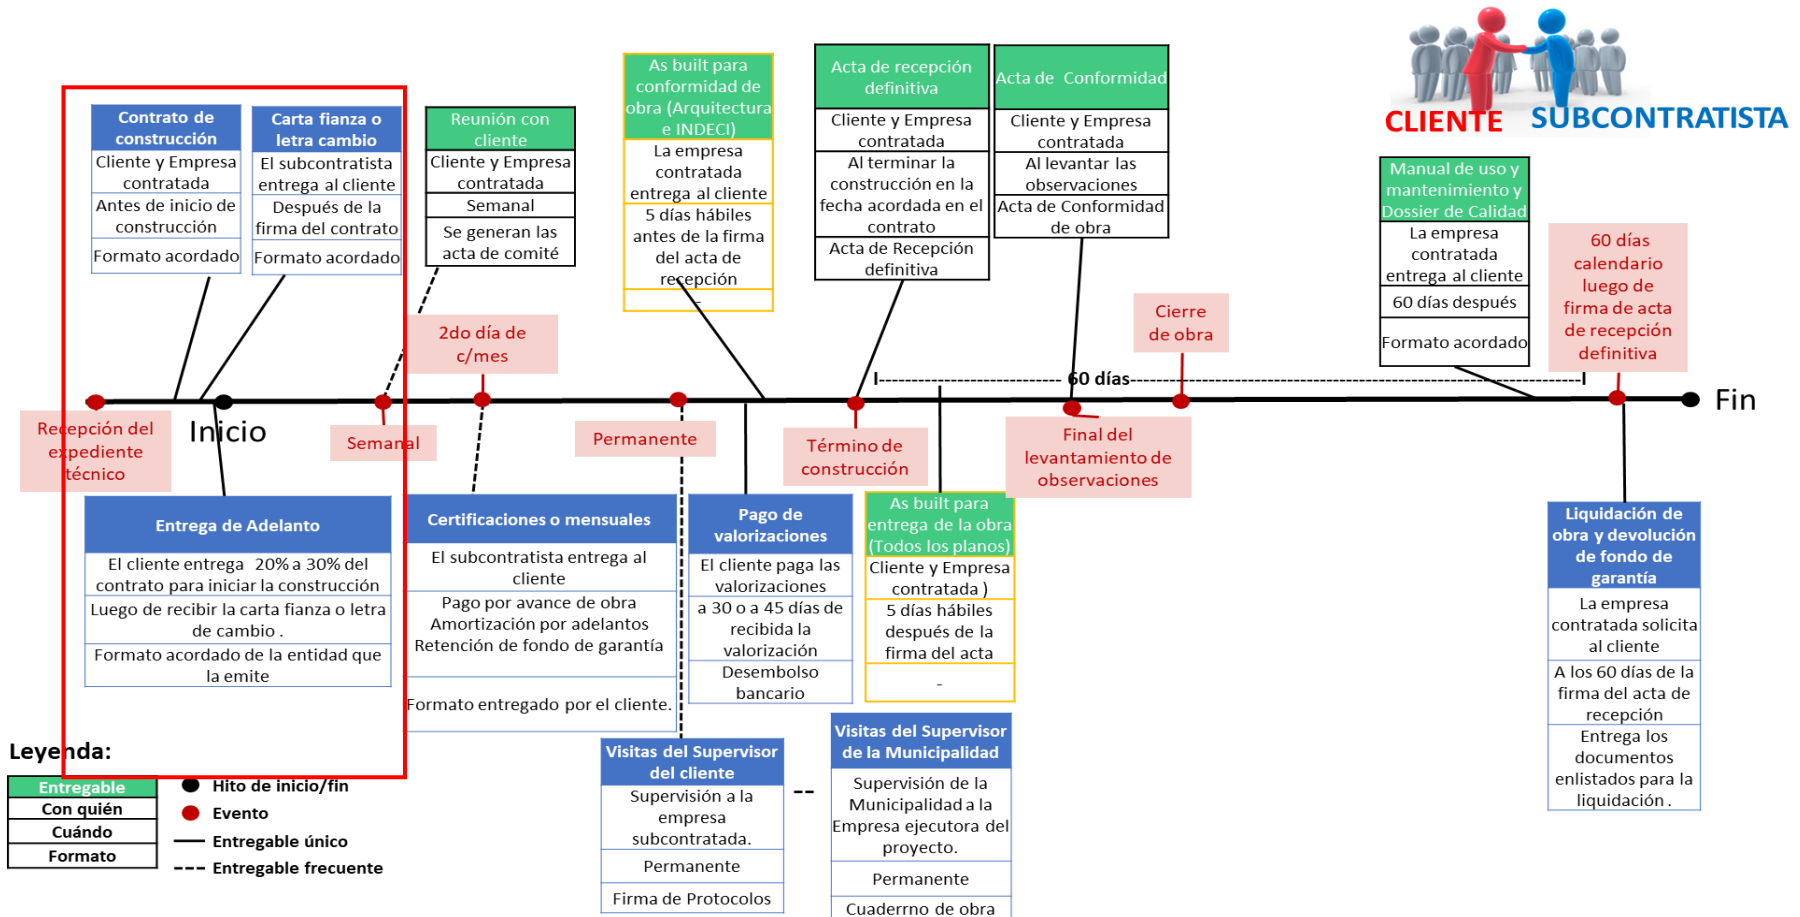 CLIENTE
SUBCONTRATISTA
Contrato de
construcción
Cliente y Empresa
contratada
Antes de inicio de
construcción
Formato acordado
Carta fianza o
letra cambio
El subcontratista
entrega al cliente
Después de la
firma del contrato
Formato acordado
Reunión con
cliente
Cliente y Empresa
contratada
Semanal
Se generan las
acta de comité
As built para
conformidad de
obra (Arquitectura
e INDECI)
La empresa
contratada
entrega al cliente
5 días hábiles
antes de la firma
del acta de
recepción
-
Acta de recepción
definitiva
Cliente y Empresa
contratada
Al terminar la
construcción en la
fecha acordada en el
contrato
Acta de Recepción
definitiva
Acta de Conformidad
Cliente y Empresa
contratada
Al levantar las
observaciones
Acta de Conformidad
de obra
Manual de uso y
mantenimiento y
Dossier de Calidad
La empresa
contratada
entrega al cliente
60 días después
Formato acordado
60 días
calendario
luego de
firma de acta
de recepción
definitiva
2do día de
c/mes
Cierre
de obra
60 días
Recepción del
expediente
técnico
Inicio
Semanal
Permanente
Término de
construcción
Final del
levantamiento de
observaciones
Fin
Entrega de Adelanto
El cliente entrega 20% a 30% del
contrato para iniciar la construcción
Luego de recibir la carta fianza o letra
de cambio .
Formato acordado de la entidad que
la emite
Certificaciones o mensuales
El subcontratista entrega al
cliente
Pago por avance de obra
Amortización por adelantos
Retención de fondo de garantía
Formato entregado por el cliente.
Pago de
valorizaciones
El cliente paga las
valorizaciones
a 30 o a 45 días de
recibida la
valorización
Desembolso
bancario
As built para
entrega de la obra
(Todos los planos)
Cliente y Empresa
contratada )
5 días hábiles
después de la
firma del acta
-
Liquidación de
obra y devolución
de fondo de
garantía
La empresa
contratada solicita
al cliente
A los 60 días de la
firma del acta de
recepción
Entrega los
documentos
enlistados para la
liquidación .
Visitas del Supervisor
del cliente
Supervisión a la
empresa
subcontratada.
Permanente
Firma de Protocolos
--
Visitas del Supervisor
de la Municipalidad
Supervisión de la
Municipalidad a la
Empresa ejecutora del
proyecto.
Permanente
Cuaderrno de obra
Leyenda:
Entregable
Con quién
Cuándo
Formato
Hito de inicio/fin
Evento
Entregable único
Entregable frecuente